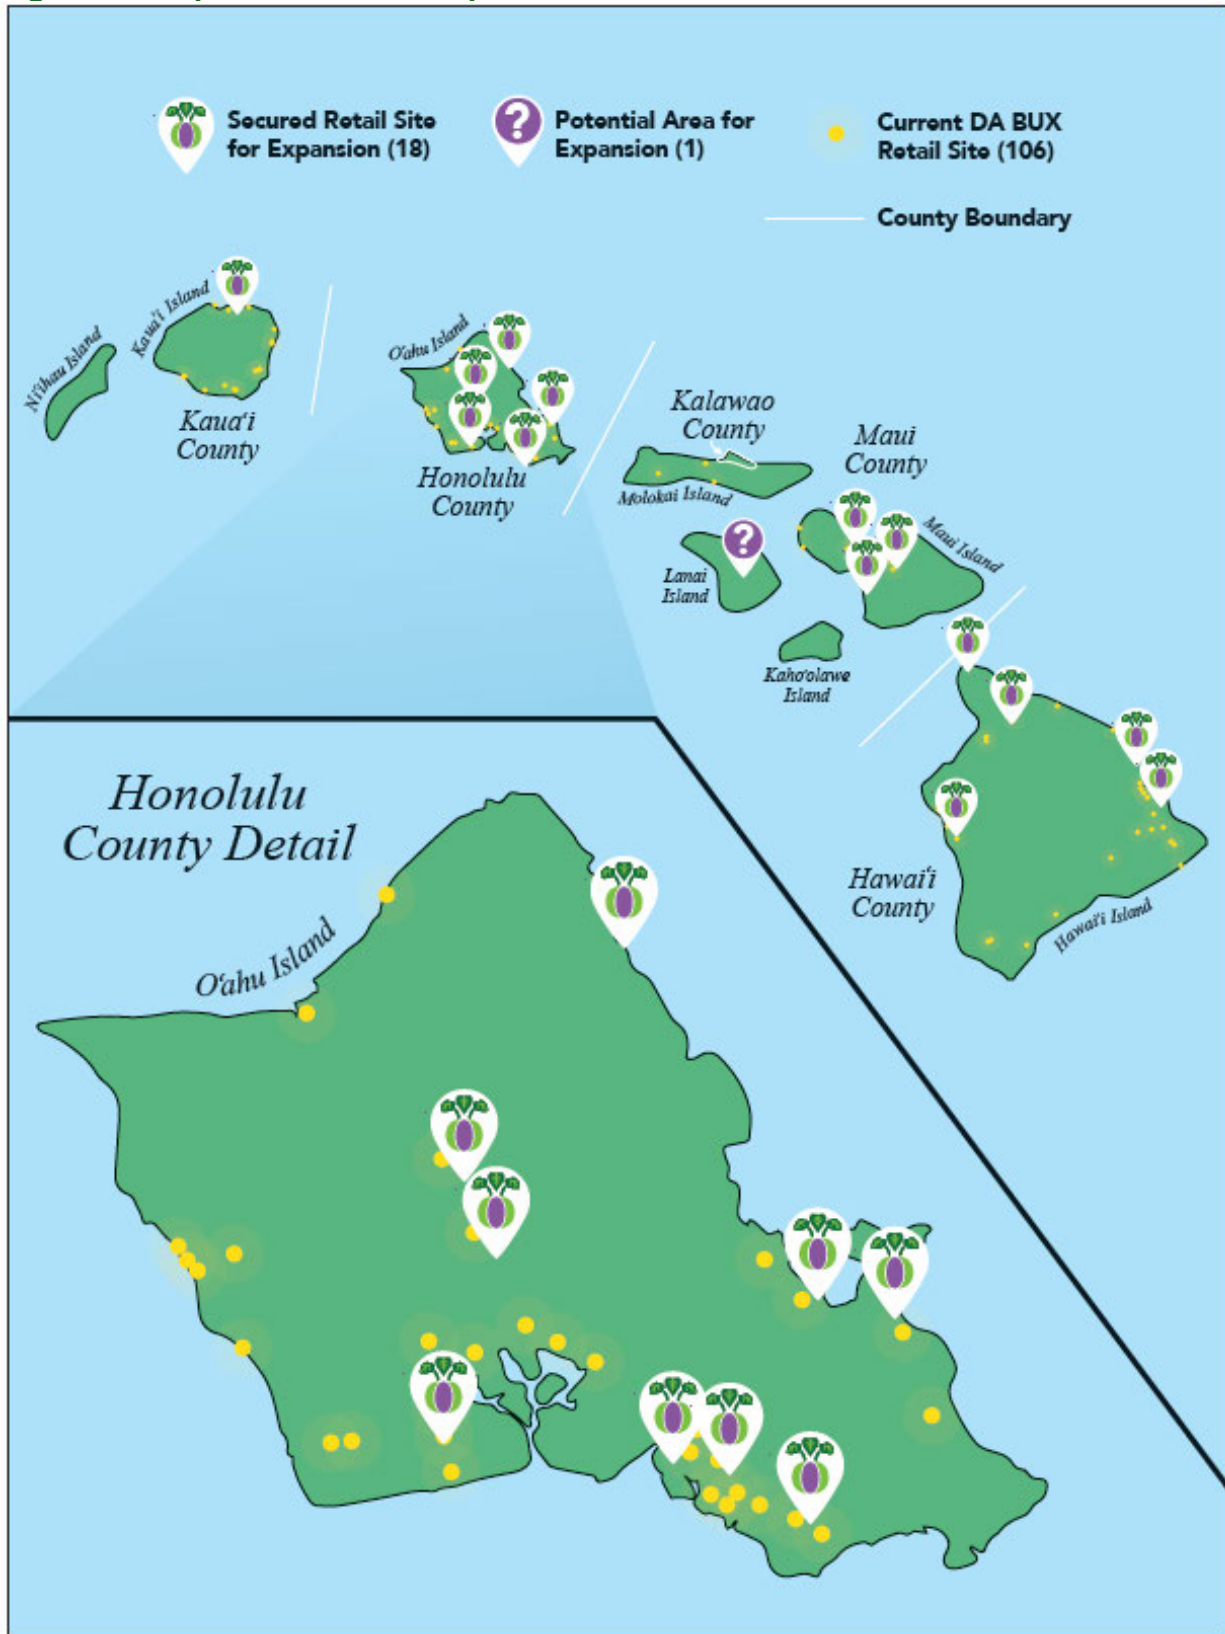 Secured Retail Site
for Expansion (18)
?
Potential Area for
Expansion (1)
Current DA BUX
Retail Site (106)
County Boundary
Ni'ihau Island
Kaua'i Island
Kaua'i
County
O'ahu Island
Honolulu
County
Kalawao
County
Molokai Island
Maui
County
Maui Island
?
Lanai
Island
Kaho'olawe
Island
Hawai'i
County
Hawai'i Island
Honolulu
County Detail
O'ahu Island